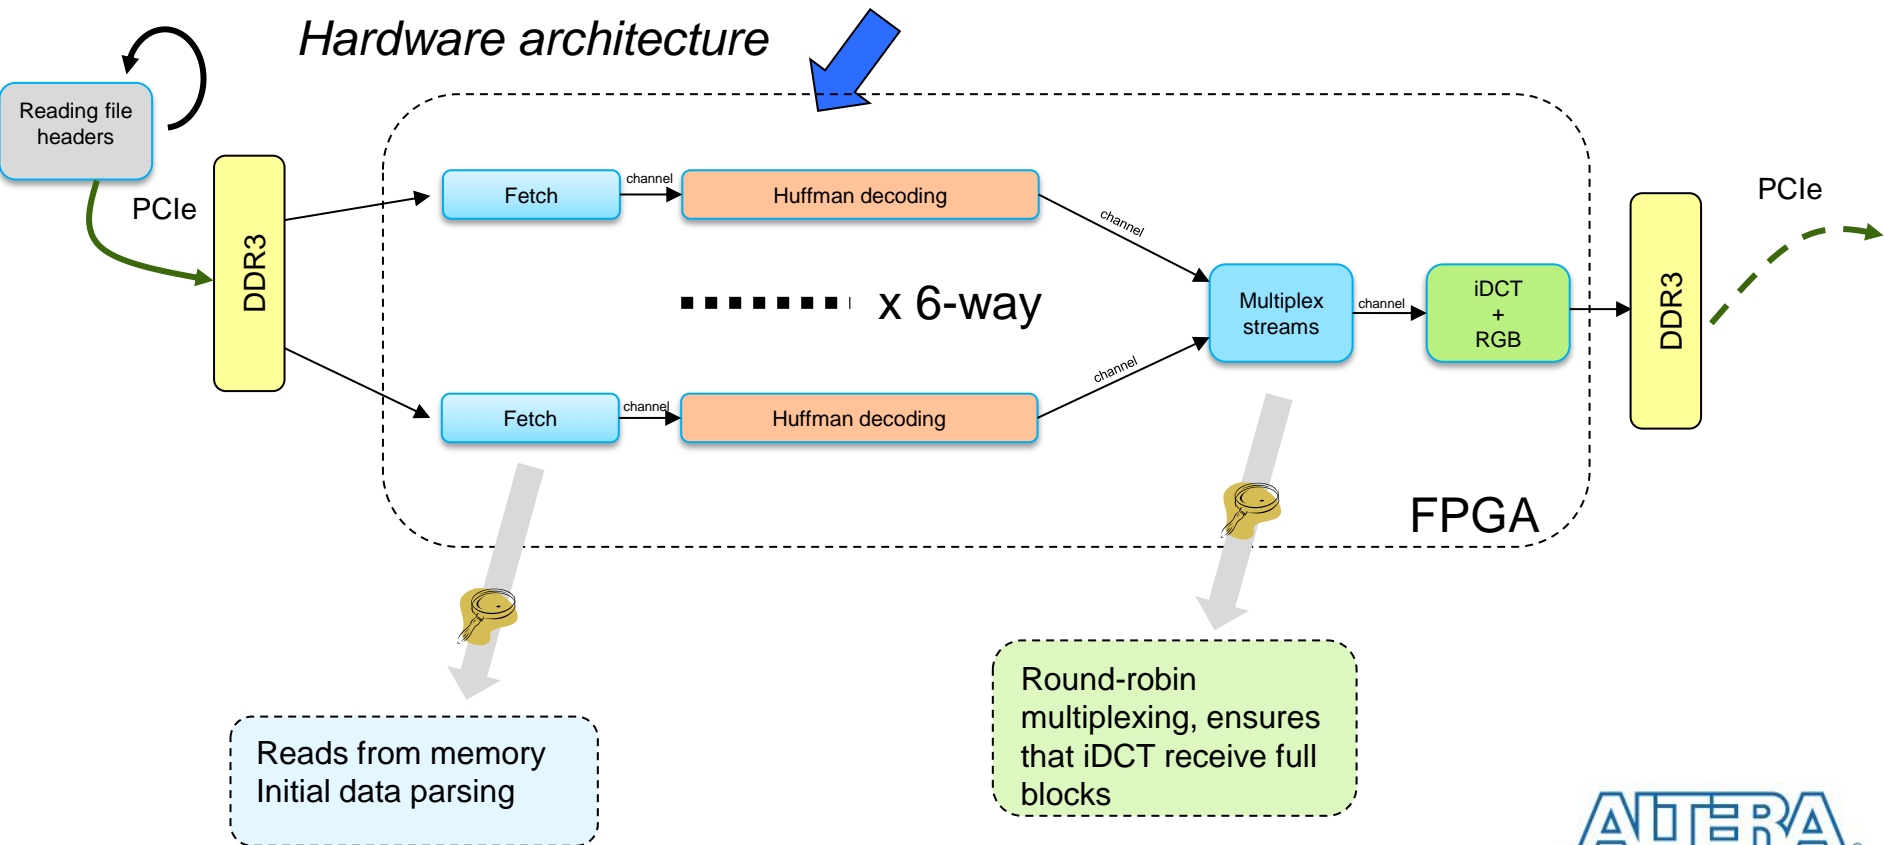 Hardware architecture
Reading file
headers
PCIe
DDR3
Fetch
channel
Huffman decoding
channel
x 6-way
Fetch
channel
Huffman decoding
channel
Multiplex
streams
channel
iDCT
+
RGB
DDR3
PCIe
FPGA
Reads from memory
Initial data parsing
Round-robin
multiplexing, ensures
that iDCT receive full
blocks
ALTERA